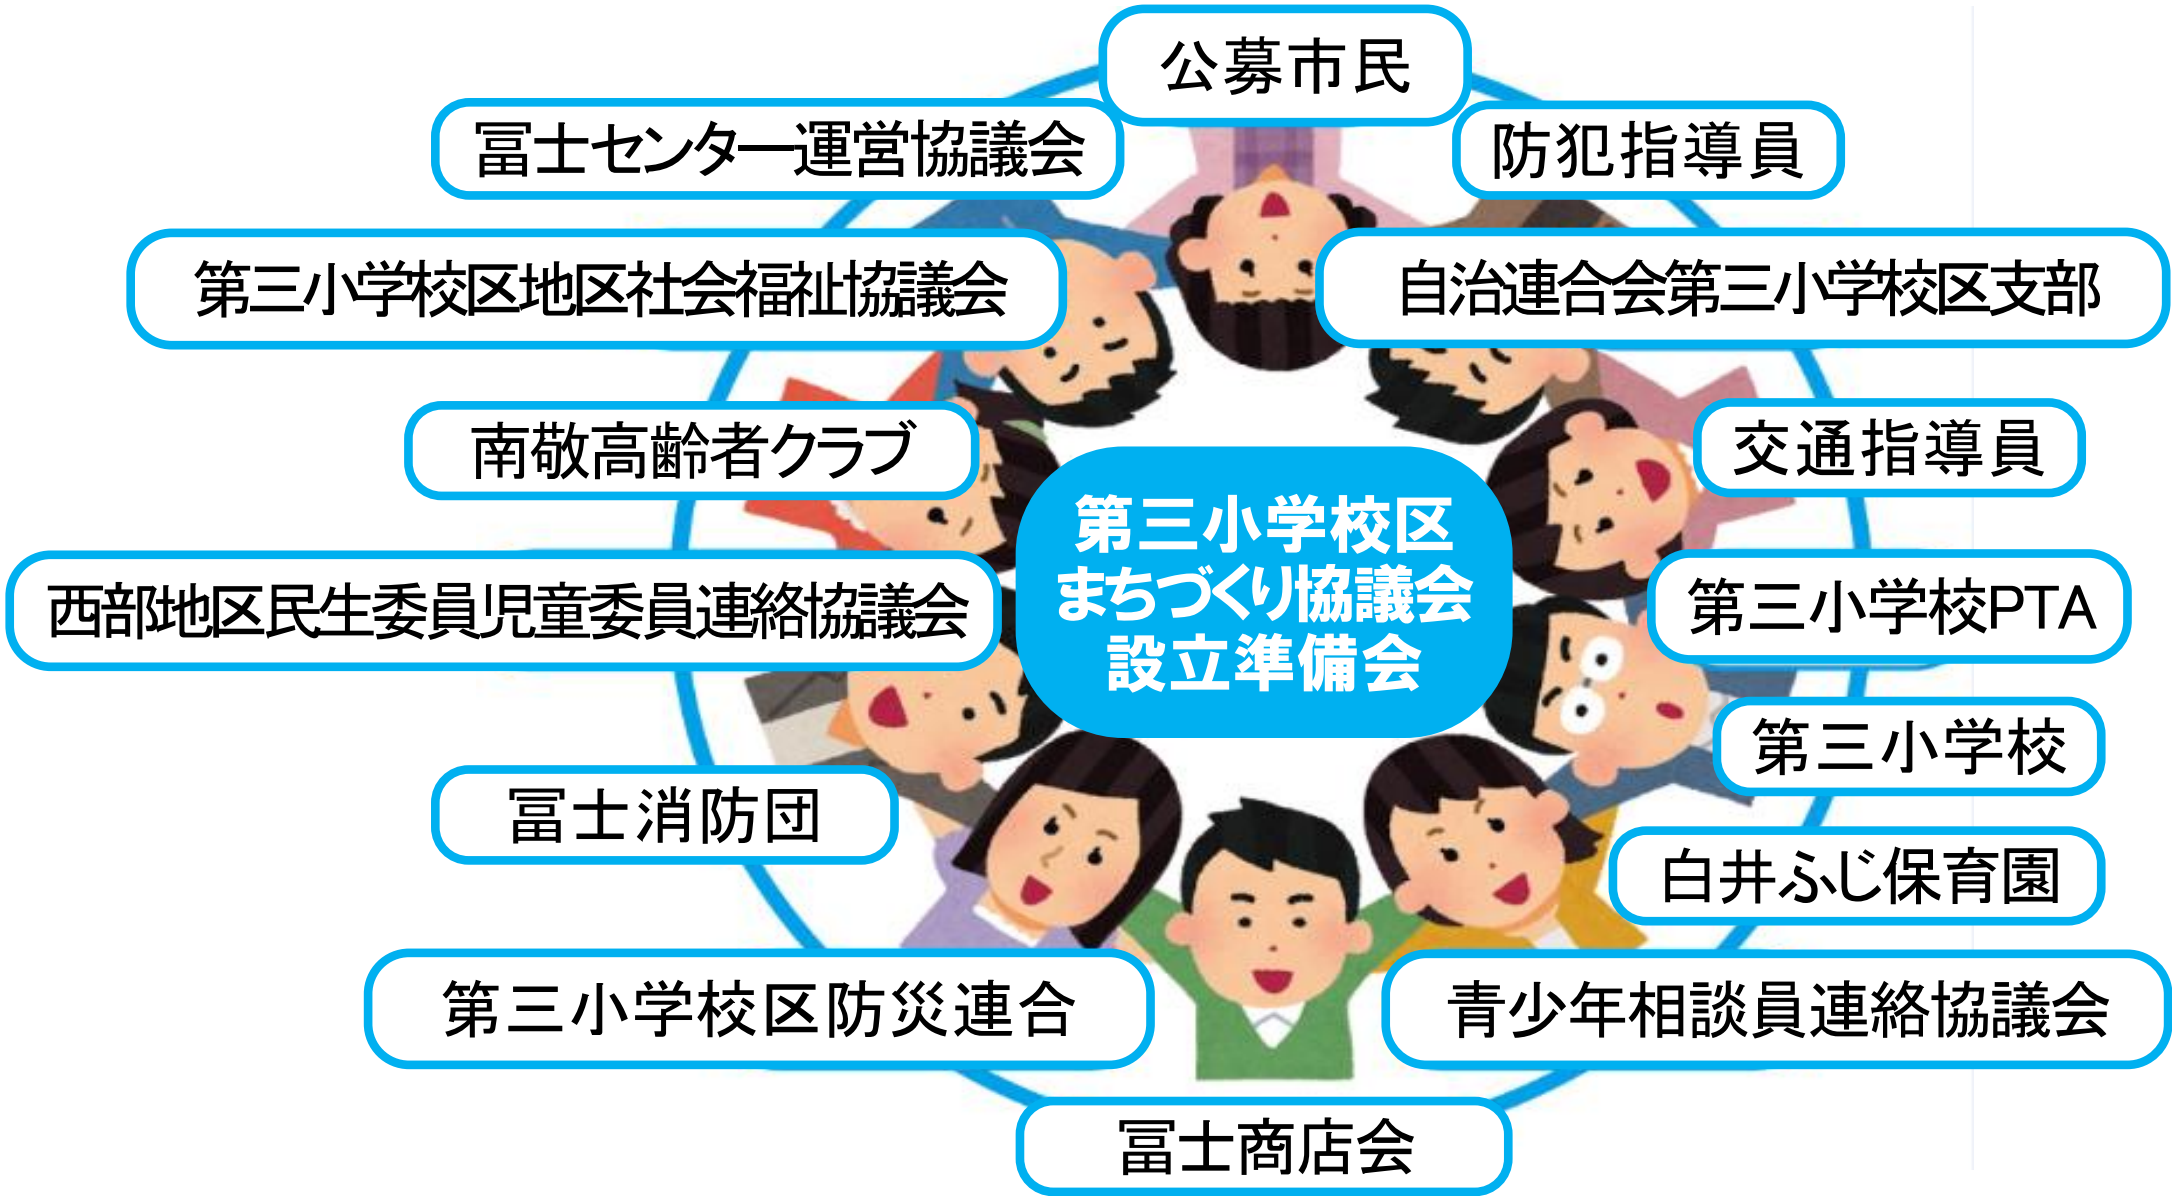 公募市民
冨士センター運営協議会
防犯指導員
第三小学校区地区社会福祉協議会
自治連合会第三小学校区支部
南敬高齢者クラブ
交通指導員
第三小学校区
まちづくり協議会
設立準備会
西部地区民生委員児童委員連絡協議会
第三小学校PTA
第三小学校
冨士消防団
白井ふじ保育園
第三小学校区防災連合
青少年相談員連絡協議会
冨士商店会